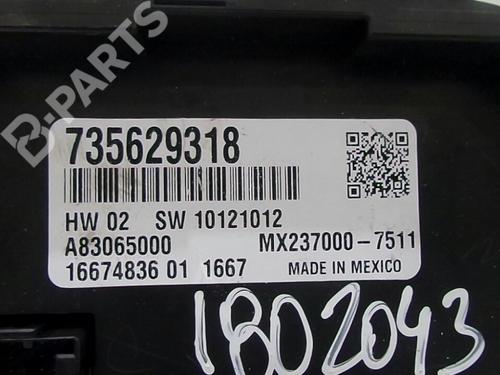 B-PARTS
735629318
HW 02 SW 10121012
A83065000 MX237000-7511
16674836 01 1667 MADE IN MEXICO
1802043